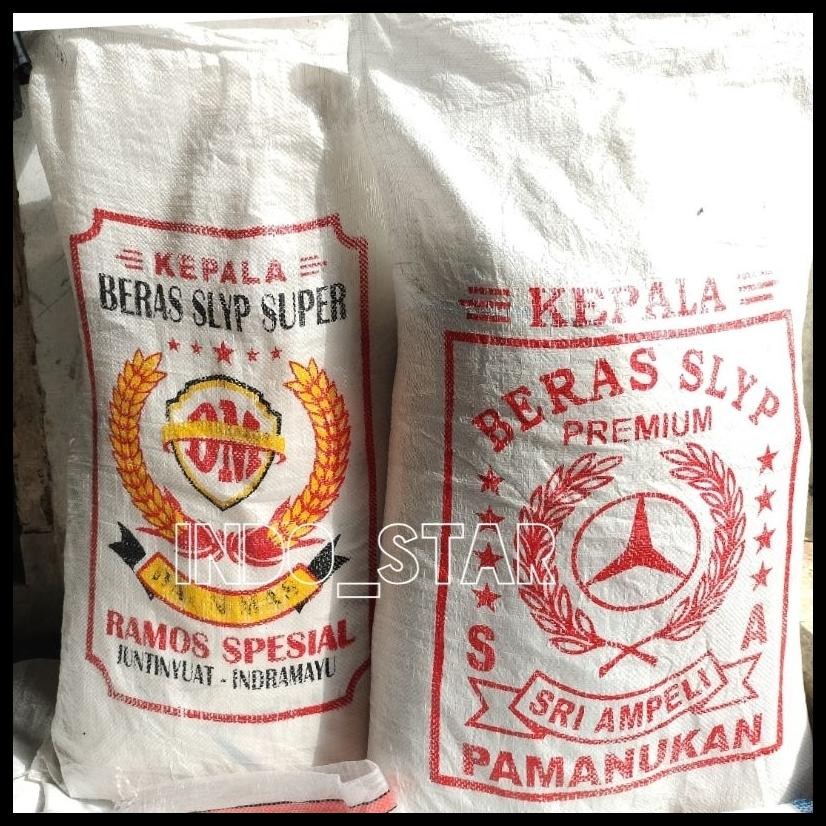 KEPALA
BERAS SLYP SUPER
OM
RAMOS SPESIAL
JUNTINYUAT - INDRAMAYU
KEPALA
BERAS SLYP
PREMIUM
S A
SRI AMPELI
PAMANUKAN
INDO_STAR